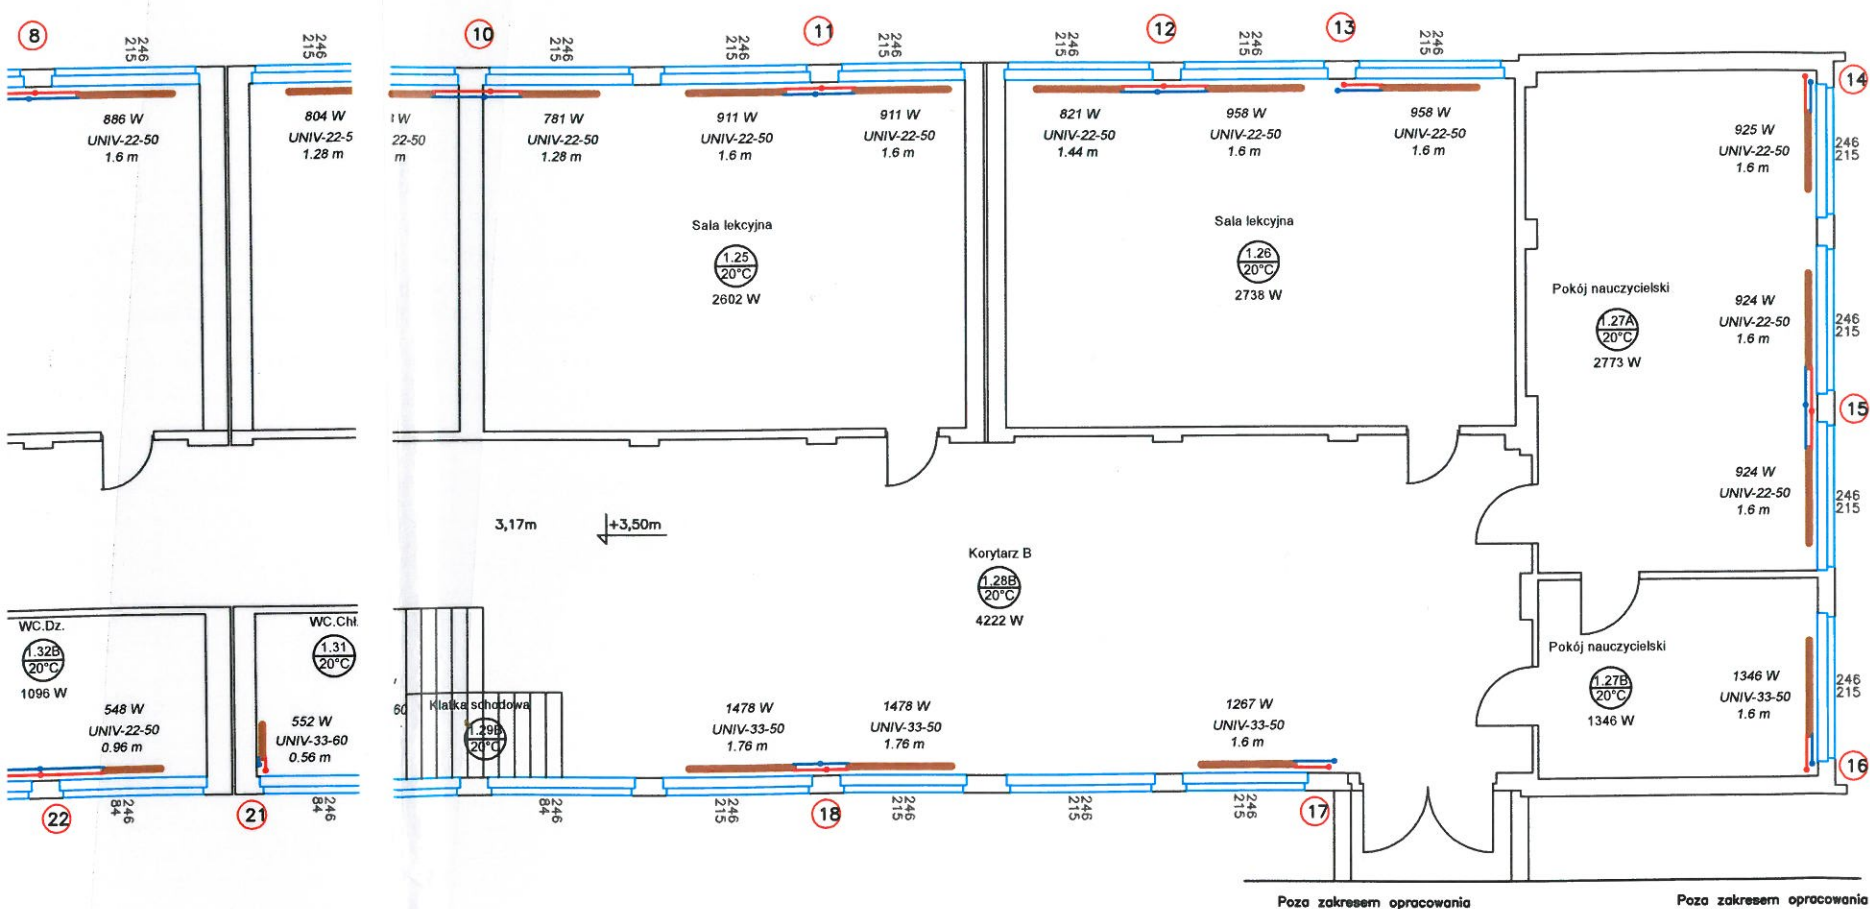 8
10
11
12
13
14
15
16
17
18
21
22
246
215
246
215
246
215
246
215
246
215
246
215
246
215
246
215
886 W
UNIV-22-50
1.6 m
804 W
UNIV-22-5
1.28 m
W
22-50
m
781 W
UNIV-22-50
1.28 m
911 W
UNIV-22-50
1.6 m
911 W
UNIV-22-50
1.6 m
821 W
UNIV-22-50
1.44 m
958 W
UNIV-22-50
1.6 m
958 W
UNIV-22-50
1.6 m
925 W
UNIV-22-50
1.6 m
246
215
Sala lekcyjna
1.25
20°C
2602 W
Sala lekcyjna
1.26
20°C
2738 W
Pokój nauczycielski
1.27A
20°C
2773 W
924 W
UNIV-22-50
1.6 m
246
215
924 W
UNIV-22-50
1.6 m
246
215
3,17m
+3,50m
Korytarz B
1.28B
20°C
4222 W
WC.Dz.
1.32B
20°C
1096 W
WC.Chł
1.31
20°C
548 W
UNIV-22-50
0.96 m
552 W
UNIV-33-60
0.56 m
60
Klatka schodowa
1.29B
20°C
1478 W
UNIV-33-50
1.76 m
1478 W
UNIV-33-50
1.76 m
1267 W
UNIV-33-50
1.6 m
Pokój nauczycielski
1.27B
20°C
1346 W
1346 W
UNIV-33-50
1.6 m
246
215
246
84
246
84
246
84
246
215
246
215
246
215
246
215
Poza zakresem opracowania
Poza zakresem opracowania